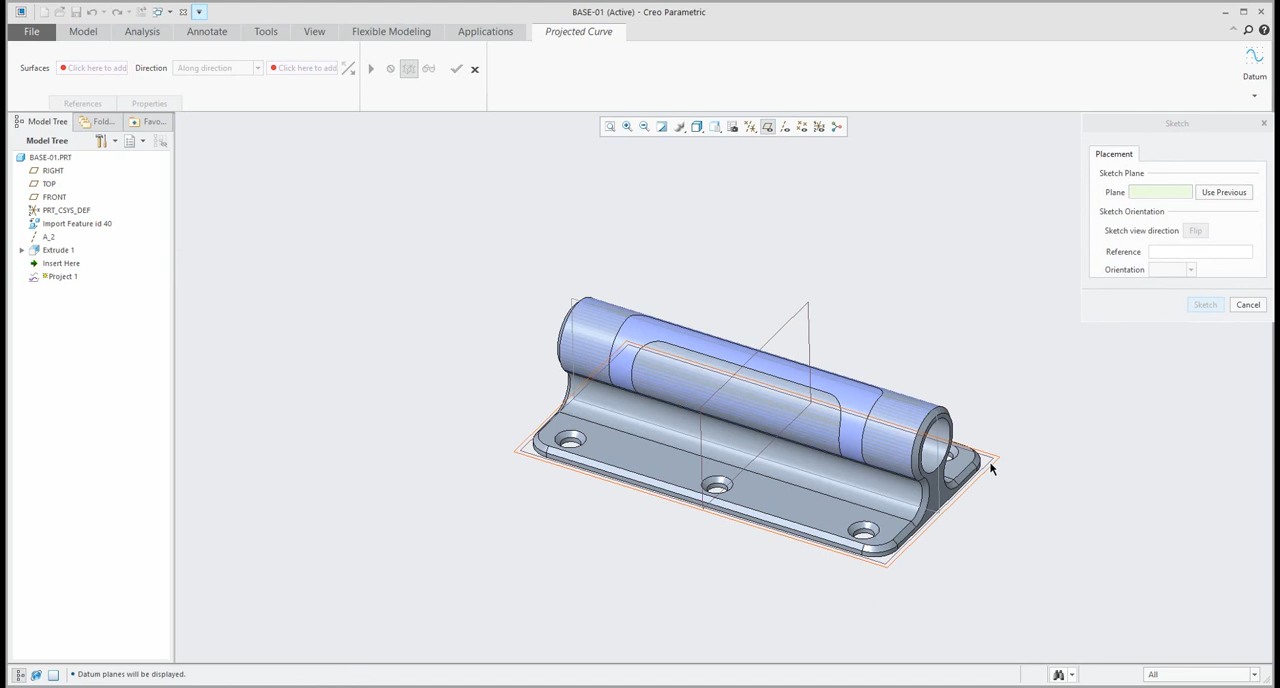 BASE-01 (Active) - Creo Parametric
File Model Analysis Annotate Tools View Flexible Modeling Applications Projected Curve
Surfaces Click here to add Direction Along direction Click here to add
Datum
References Properties
Model Tree Fold... Favo...
Model Tree
BASE-01.PRT
RIGHT
TOP
FRONT
PRT_CSYS_DEF
Import Feature id 40
A_2
Extrude 1
Insert Here
Project 1
Sketch
Placement
Sketch Plane
Plane Use Previous
Sketch Orientation
Sketch view direction Flip
Reference
Orientation
Sketch Cancel
• Datum planes will be displayed.
All